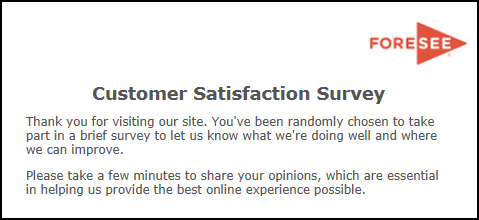 FORESEE
Customer Satisfaction Survey
Thank you for visiting our site. You've been randomly chosen to take
part in a brief survey to let us know what we're doing well and where
we can improve.
Please take a few minutes to share your opinions, which are essential
in helping us provide the best online experience possible.